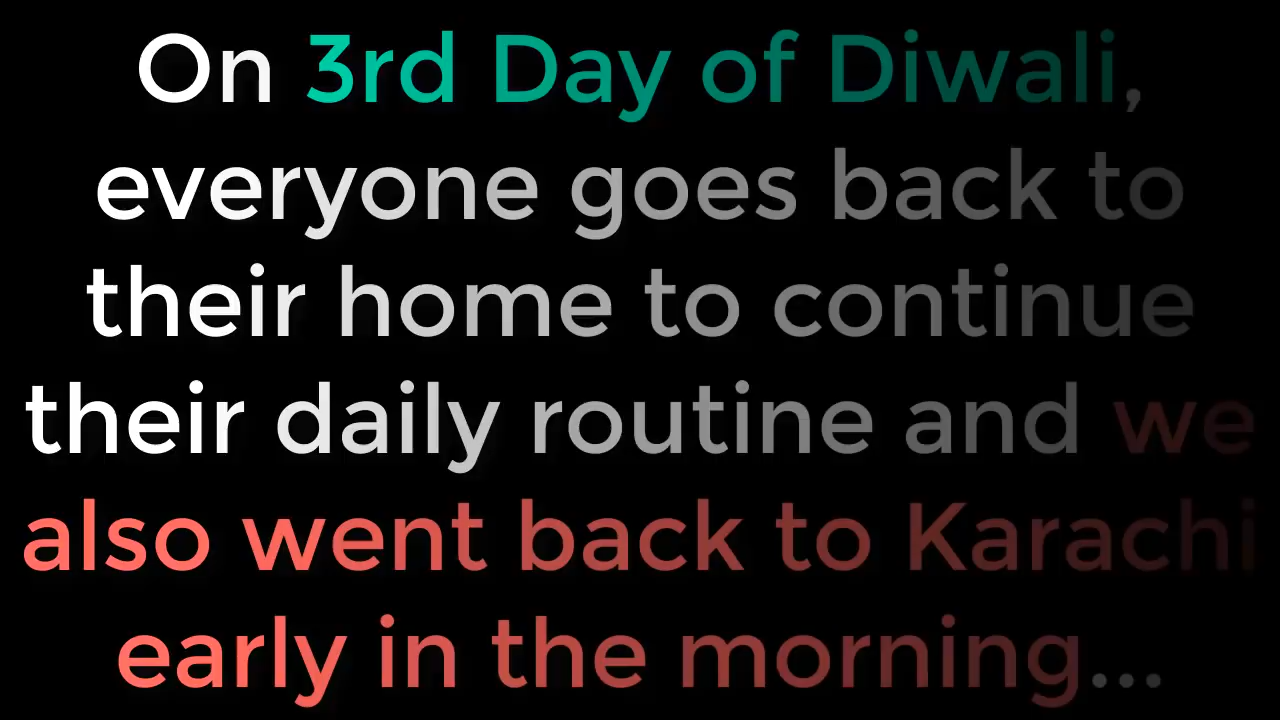 On 3rd Day of Diwali,
everyone goes back to
their home to continue
their daily routine and we
also went back to Karachi
early in the morning...